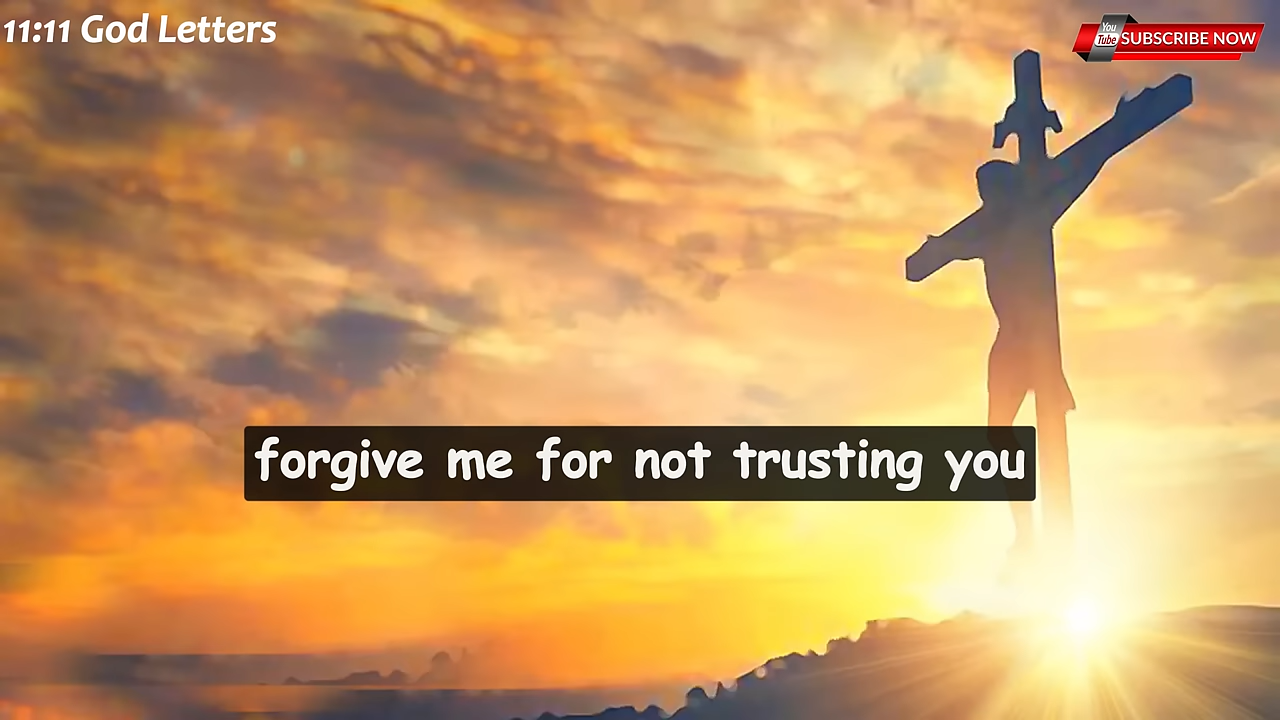 11:11 God Letters
You
Tube
SUBSCRIBE NOW
forgive me for not trusting you